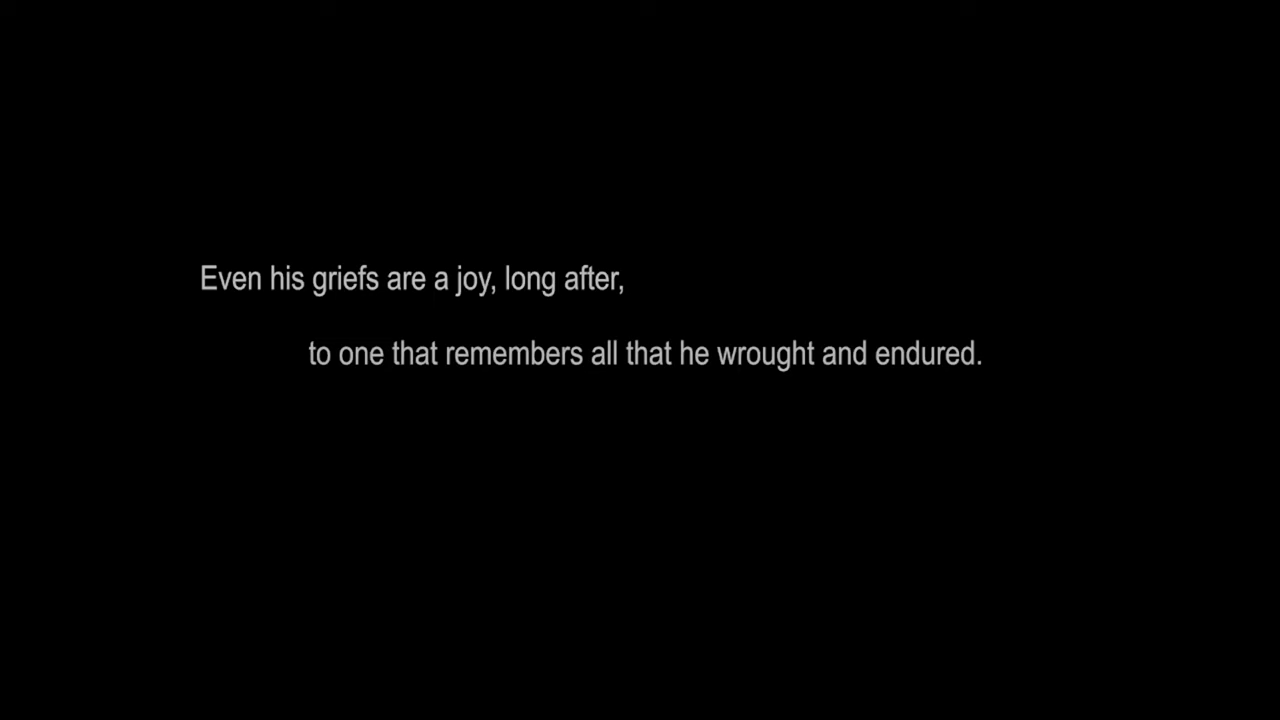 Even his griefs are a joy, long after,
to one that remembers all that he wrought and endured.